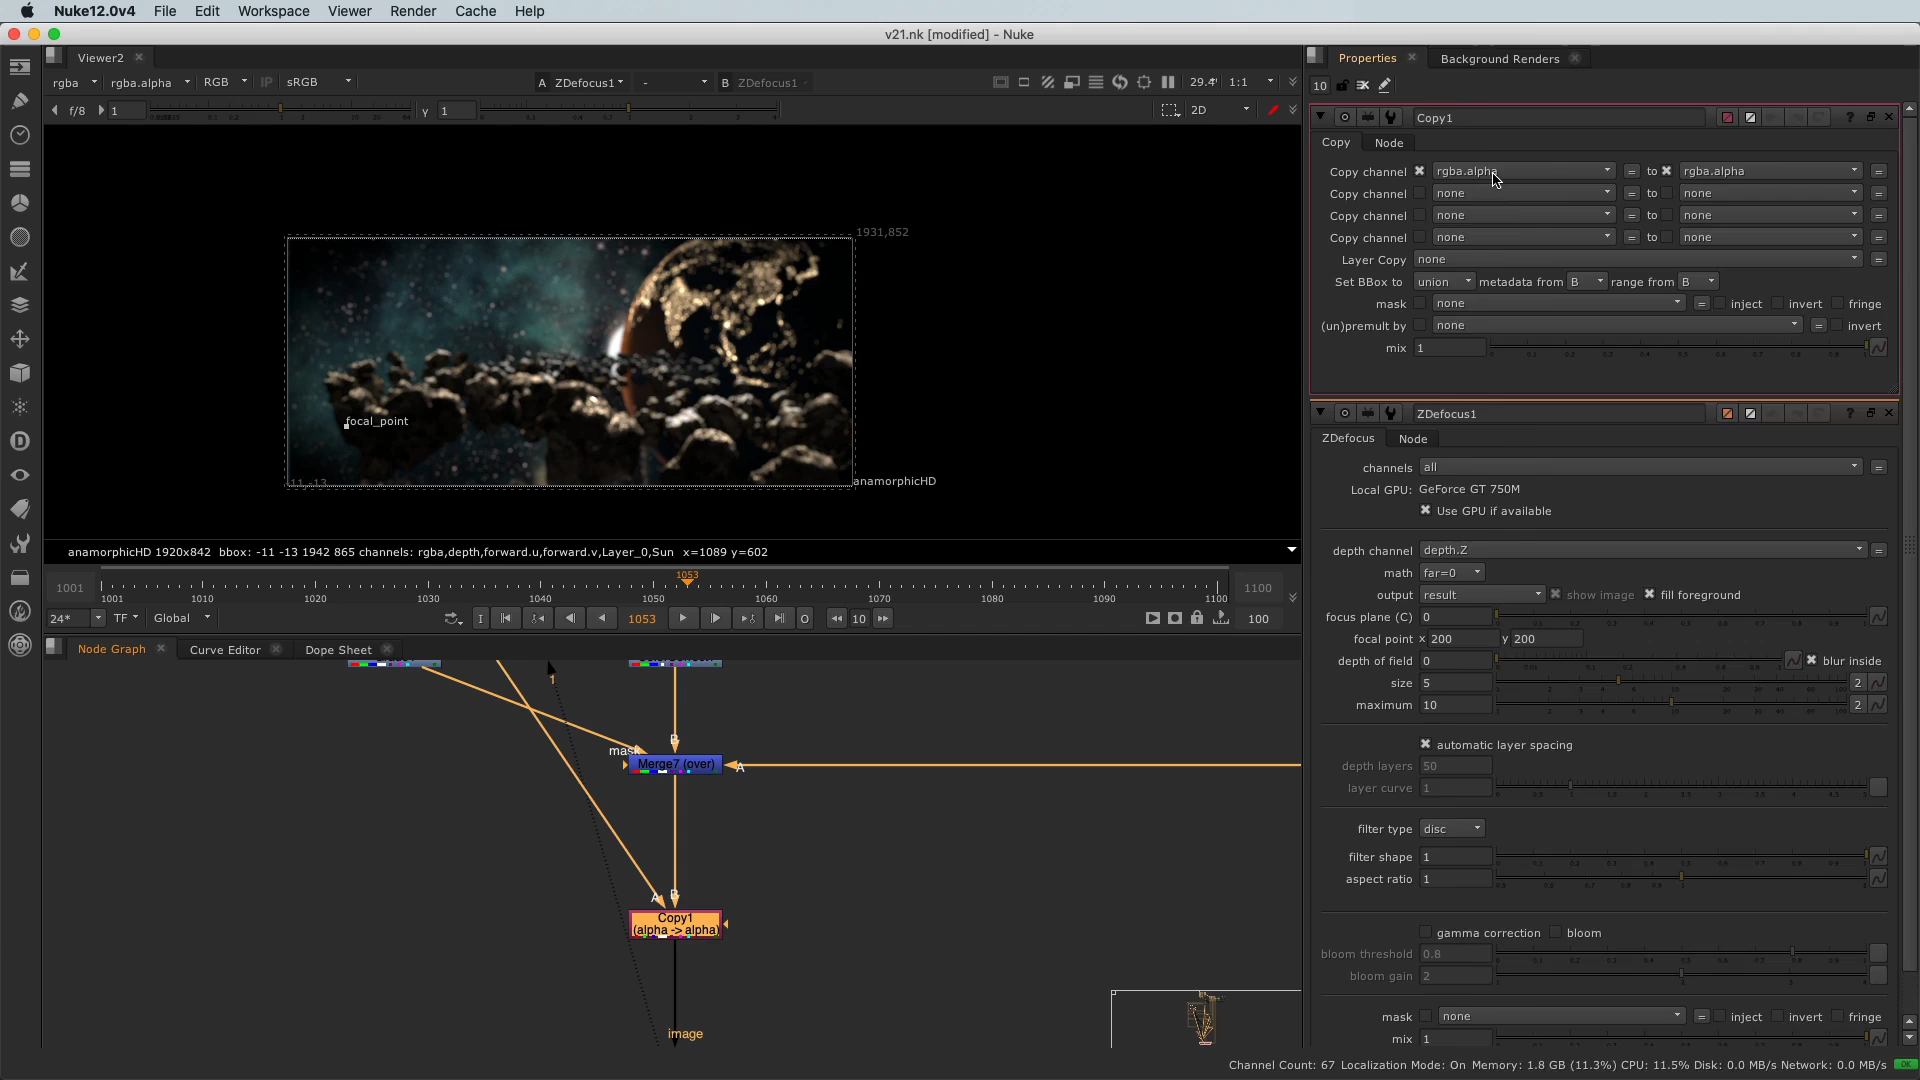 Nuke12.0v4 File Edit Workspace Viewer Render Cache Help
v21.nk [modified] - Nuke
Viewer2
rgba rgba.alpha RGB IP sRGB A ZDefocus1 - B ZDefocus1 29.4 1:1
f/8 1 γ 1 2D
1931,852
focal_point
-11,-13
anamorphicHD
anamorphicHD 1920x842 bbox: -11 -13 1942 865 channels: rgba,depth,forward.u,forward.v,Layer_0,Sun x=1089 y=602
1053
1001 1100
1001 1010 1020 1030 1040 1050 1060 1070 1080 1090 1100
24* TF Global I 1053 O 10 100
Node Graph Curve Editor Dope Sheet
1
B
mask Merge7 (over) A
A B
Copy1
(alpha -> alpha)
image
Properties Background Renders
10
Copy1
Copy Node
Copy channel rgba.alpha = to rgba.alpha =
Copy channel none = to none =
Copy channel none = to none =
Copy channel none = to none =
Layer Copy none =
Set BBox to union metadata from B range from B
mask none = inject invert fringe
(un)premult by none = invert
mix 1
ZDefocus1
ZDefocus Node
channels all =
Local GPU: GeForce GT 750M
Use GPU if available
depth channel depth.Z =
math far=0
output result show image fill foreground
focus plane (C) 0
focal point x 200 y 200
depth of field 0 blur inside
size 5 2
maximum 10 2
automatic layer spacing
depth layers 50
layer curve 1
filter type disc
filter shape 1
aspect ratio 1
gamma correction bloom
bloom threshold 0.8
bloom gain 2
mask none = inject invert fringe
mix 1
Channel Count: 67 Localization Mode: On Memory: 1.8 GB (11.3%) CPU: 11.5% Disk: 0.0 MB/s Network: 0.0 MB/s OK